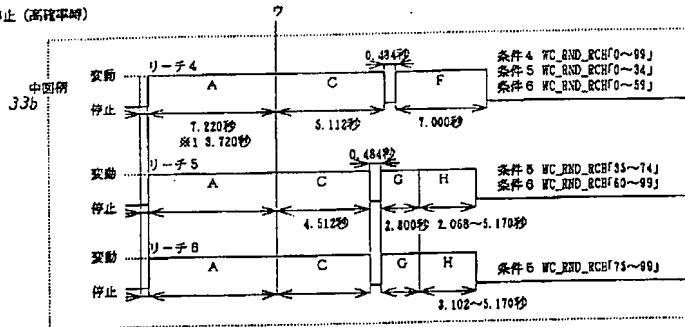 停止（高確率時）
ウ
中図柄
33b
変動
停止
リーチ4
A
C
0.484秒
F
7.220秒
※1 3.720秒
5.112秒
7.000秒
条件4 WC_RND_RCH「0～99」
条件5 WC_RND_RCH「0～34」
条件6 WC_RND_RCH「0～59」
変動
停止
リーチ5
A
C
0.484秒
G
H
4.512秒
2.800秒
2.068～5.170秒
条件5 WC_RND_RCH「35～74」
条件6 WC_RND_RCH「60～99」
変動
停止
リーチ6
A
C
G
H
3.102～5.170秒
条件5 WC_RND_RCH「75～99」